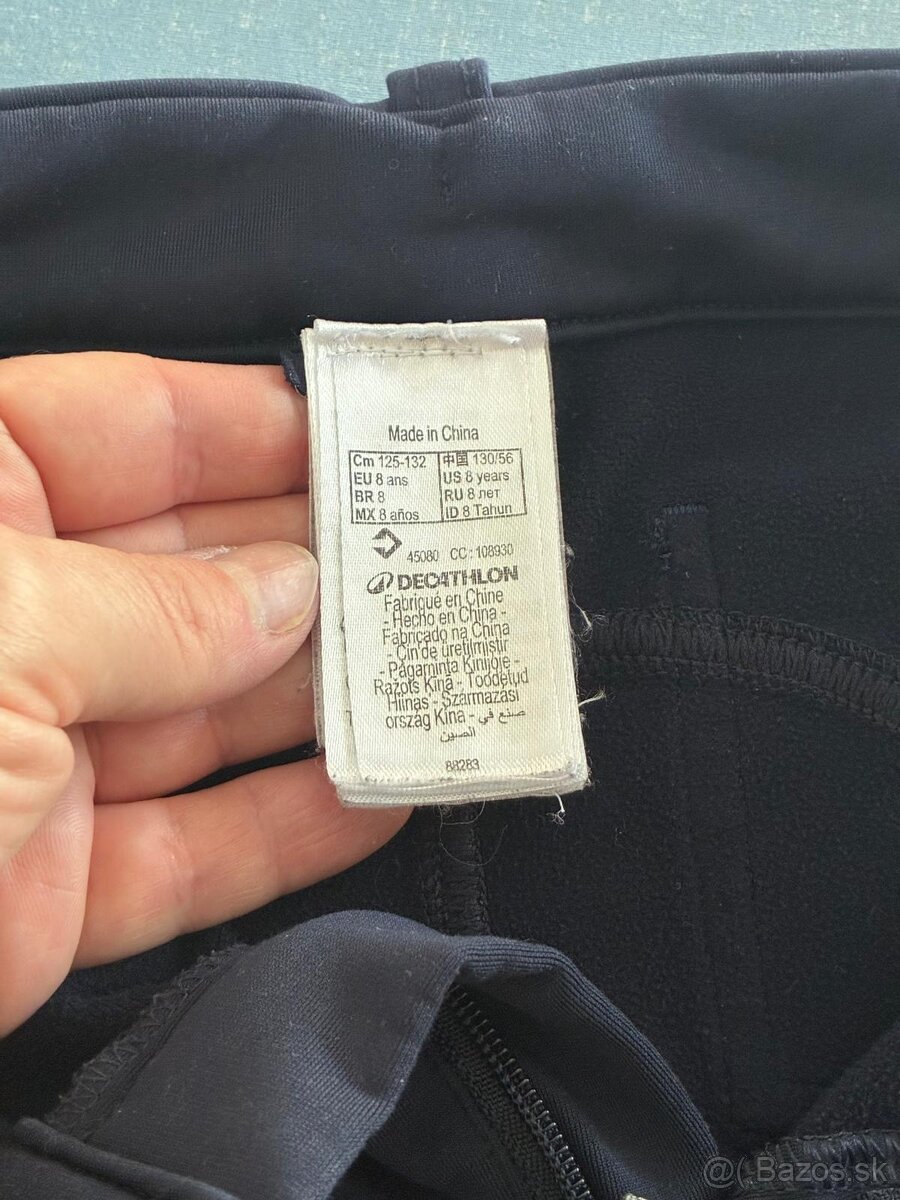 Made in China
Cm 125-132 中国 130/56
EU 8 ans US 8 years
BR 8 RU 8 лет
MX 8 años ID 8 Tahun
45080 CC : 108930
DECATHLON
Fabriqué en Chine
- Hecho en China -
Fabricado na China
- Çin'de üretilmiştir
- Pagaminta Kinijoje -
Ražots Ķīnā - Toodetud
Hiinas - Származási
ország Kína - صنع في
الصين
88283
@( Bazos.sk